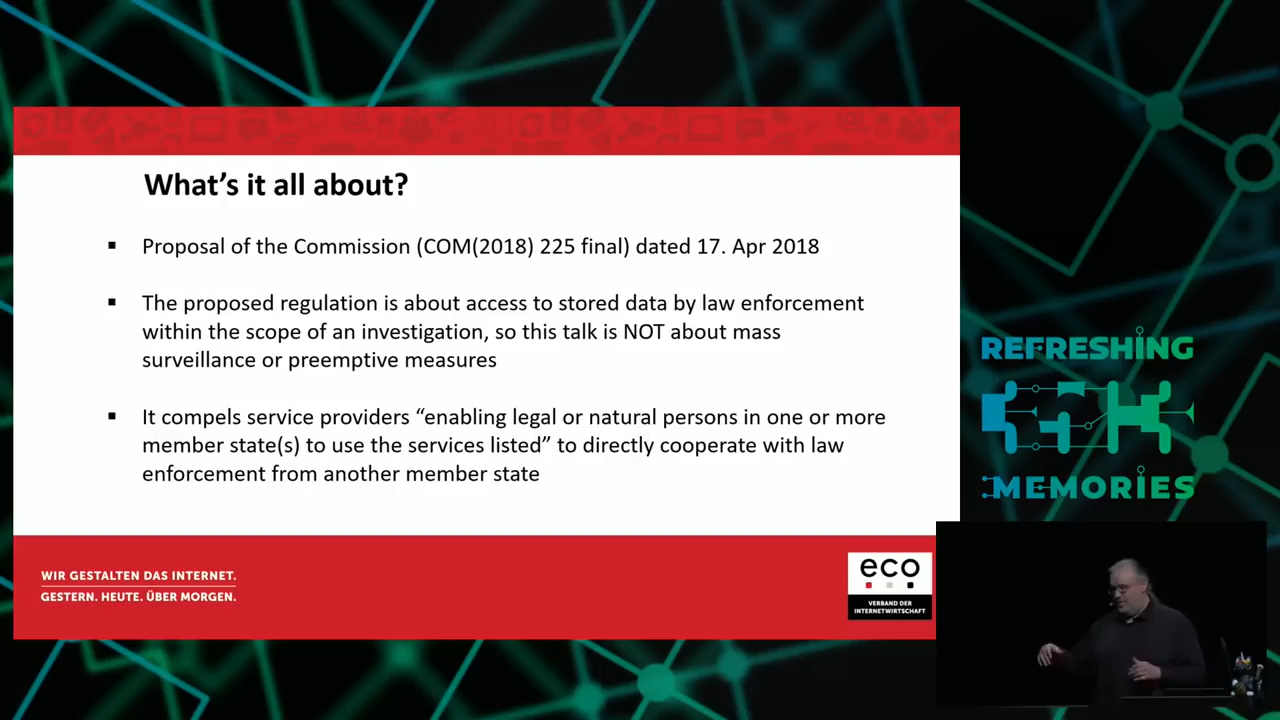 What's it all about?
▪ Proposal of the Commission (COM(2018) 225 final) dated 17. Apr 2018
▪ The proposed regulation is about access to stored data by law enforcement
within the scope of an investigation, so this talk is NOT about mass
surveillance or preemptive measures
▪ It compels service providers “enabling legal or natural persons in one or more
member state(s) to use the services listed” to directly cooperate with law
enforcement from another member state
WIR GESTALTEN DAS INTERNET.
GESTERN. HEUTE. ÜBER MORGEN.
eco
VERBAND DER
INTERNETWIRTSCHAFT
REFRESHING
MEMORIES